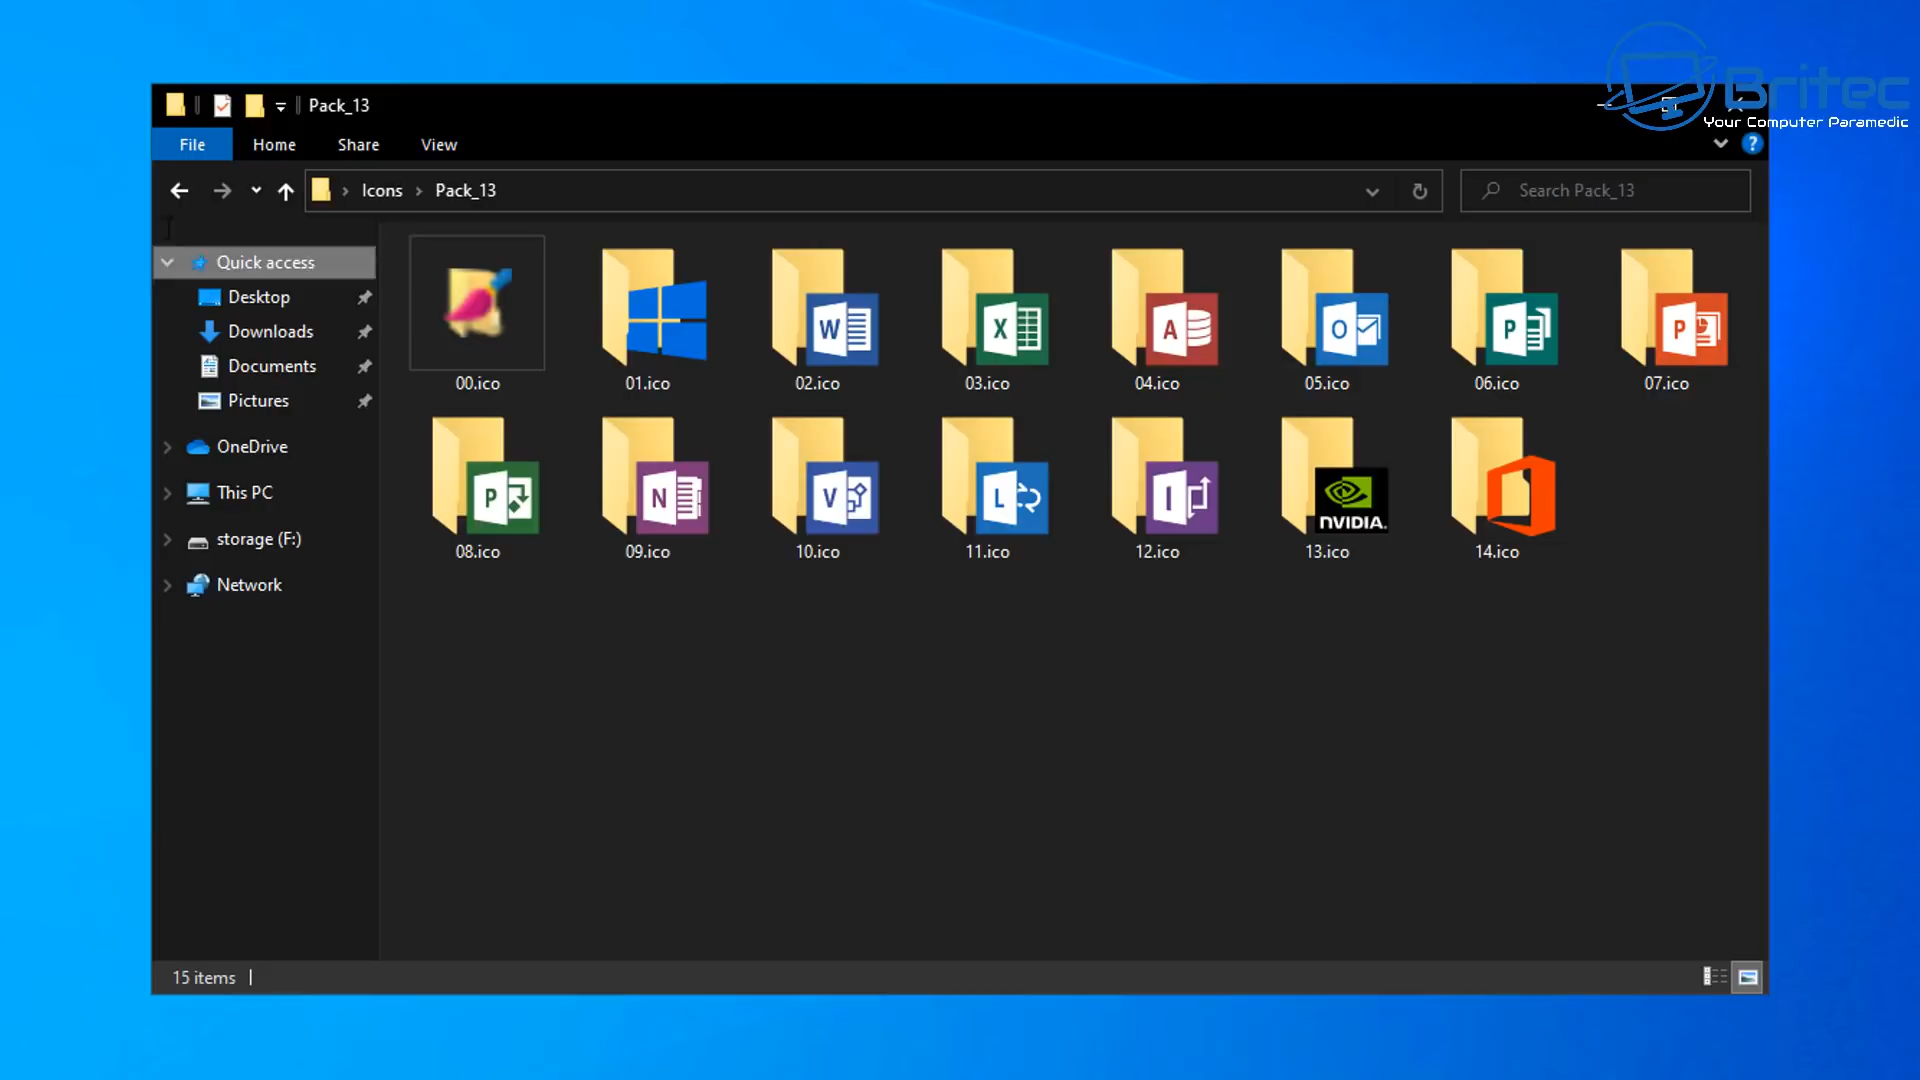 Britec
Your Computer Paramedic
Pack_13
File Home Share View
?
Icons Pack_13
Search Pack_13
Quick access
Desktop
Downloads
Documents
Pictures
OneDrive
This PC
storage (F:)
Network
W X A O P P
00.ico 01.ico 02.ico 03.ico 04.ico 05.ico 06.ico 07.ico
P N V L I NVIDIA.
08.ico 09.ico 10.ico 11.ico 12.ico 13.ico 14.ico
15 items